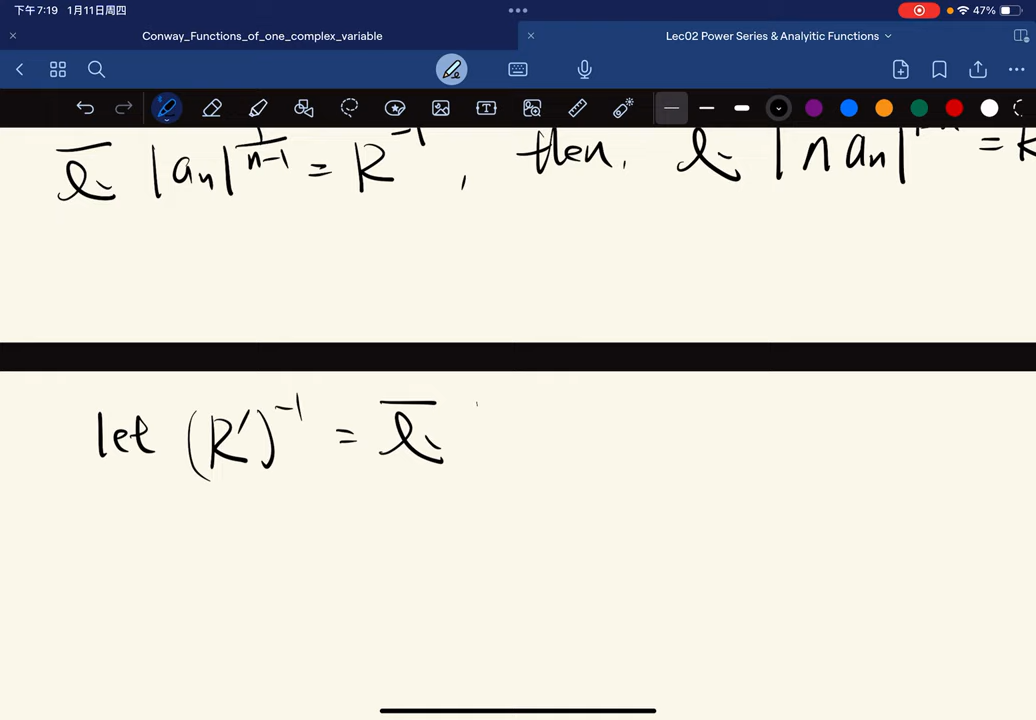 下午7:19 1月11日周四 47%
Conway_Functions_of_one_complex_variable Lec02 Power Series & Analyitic Functions
lim |aₙ|^(1/(n-1)) = R⁻¹, then, lim |n aₙ| = R
let (R')⁻¹ = lim